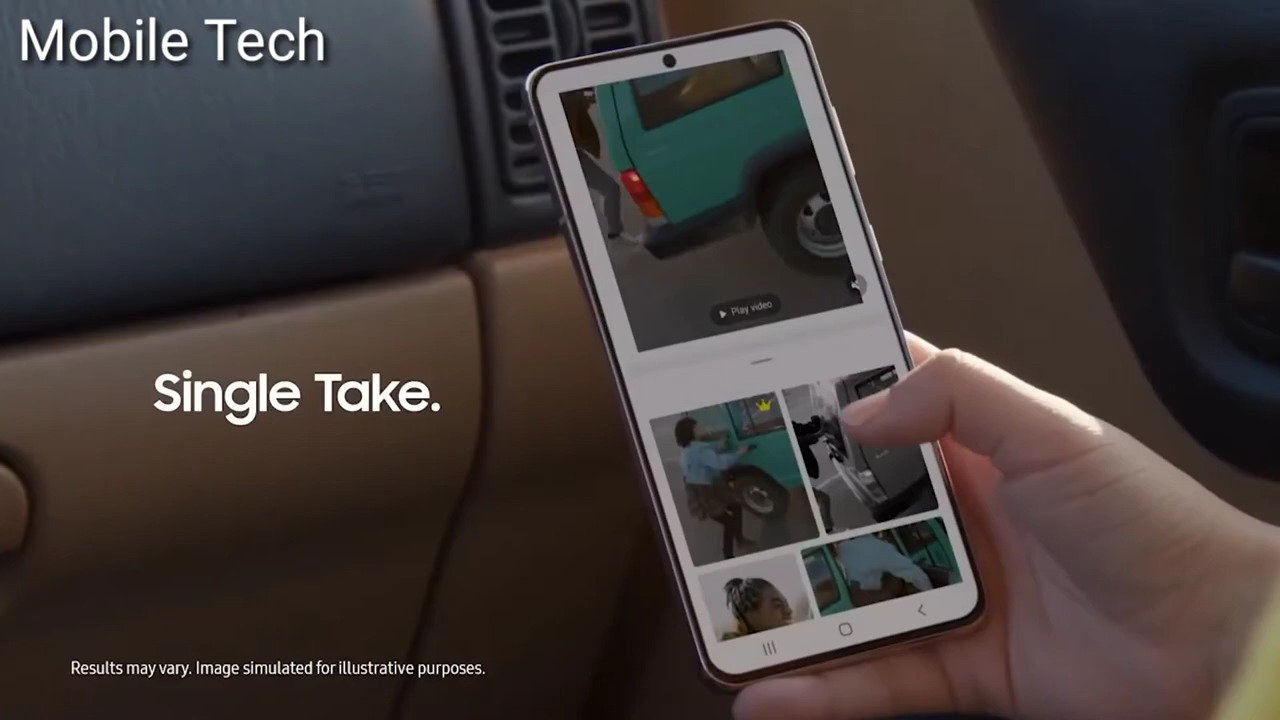 Mobile Tech
Play video
Single Take.
Results may vary. Image simulated for illustrative purposes.